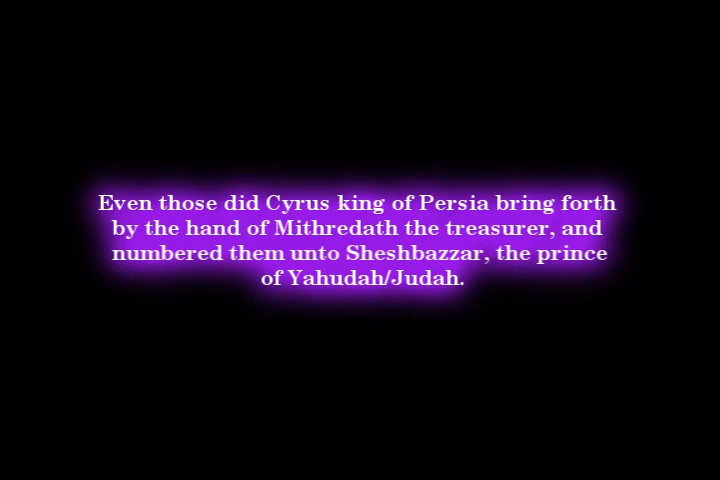 Even those did Cyrus king of Persia bring forth
by the hand of Mithredath the treasurer, and
numbered them unto Sheshbazzar, the prince
of Yahudah/Judah.